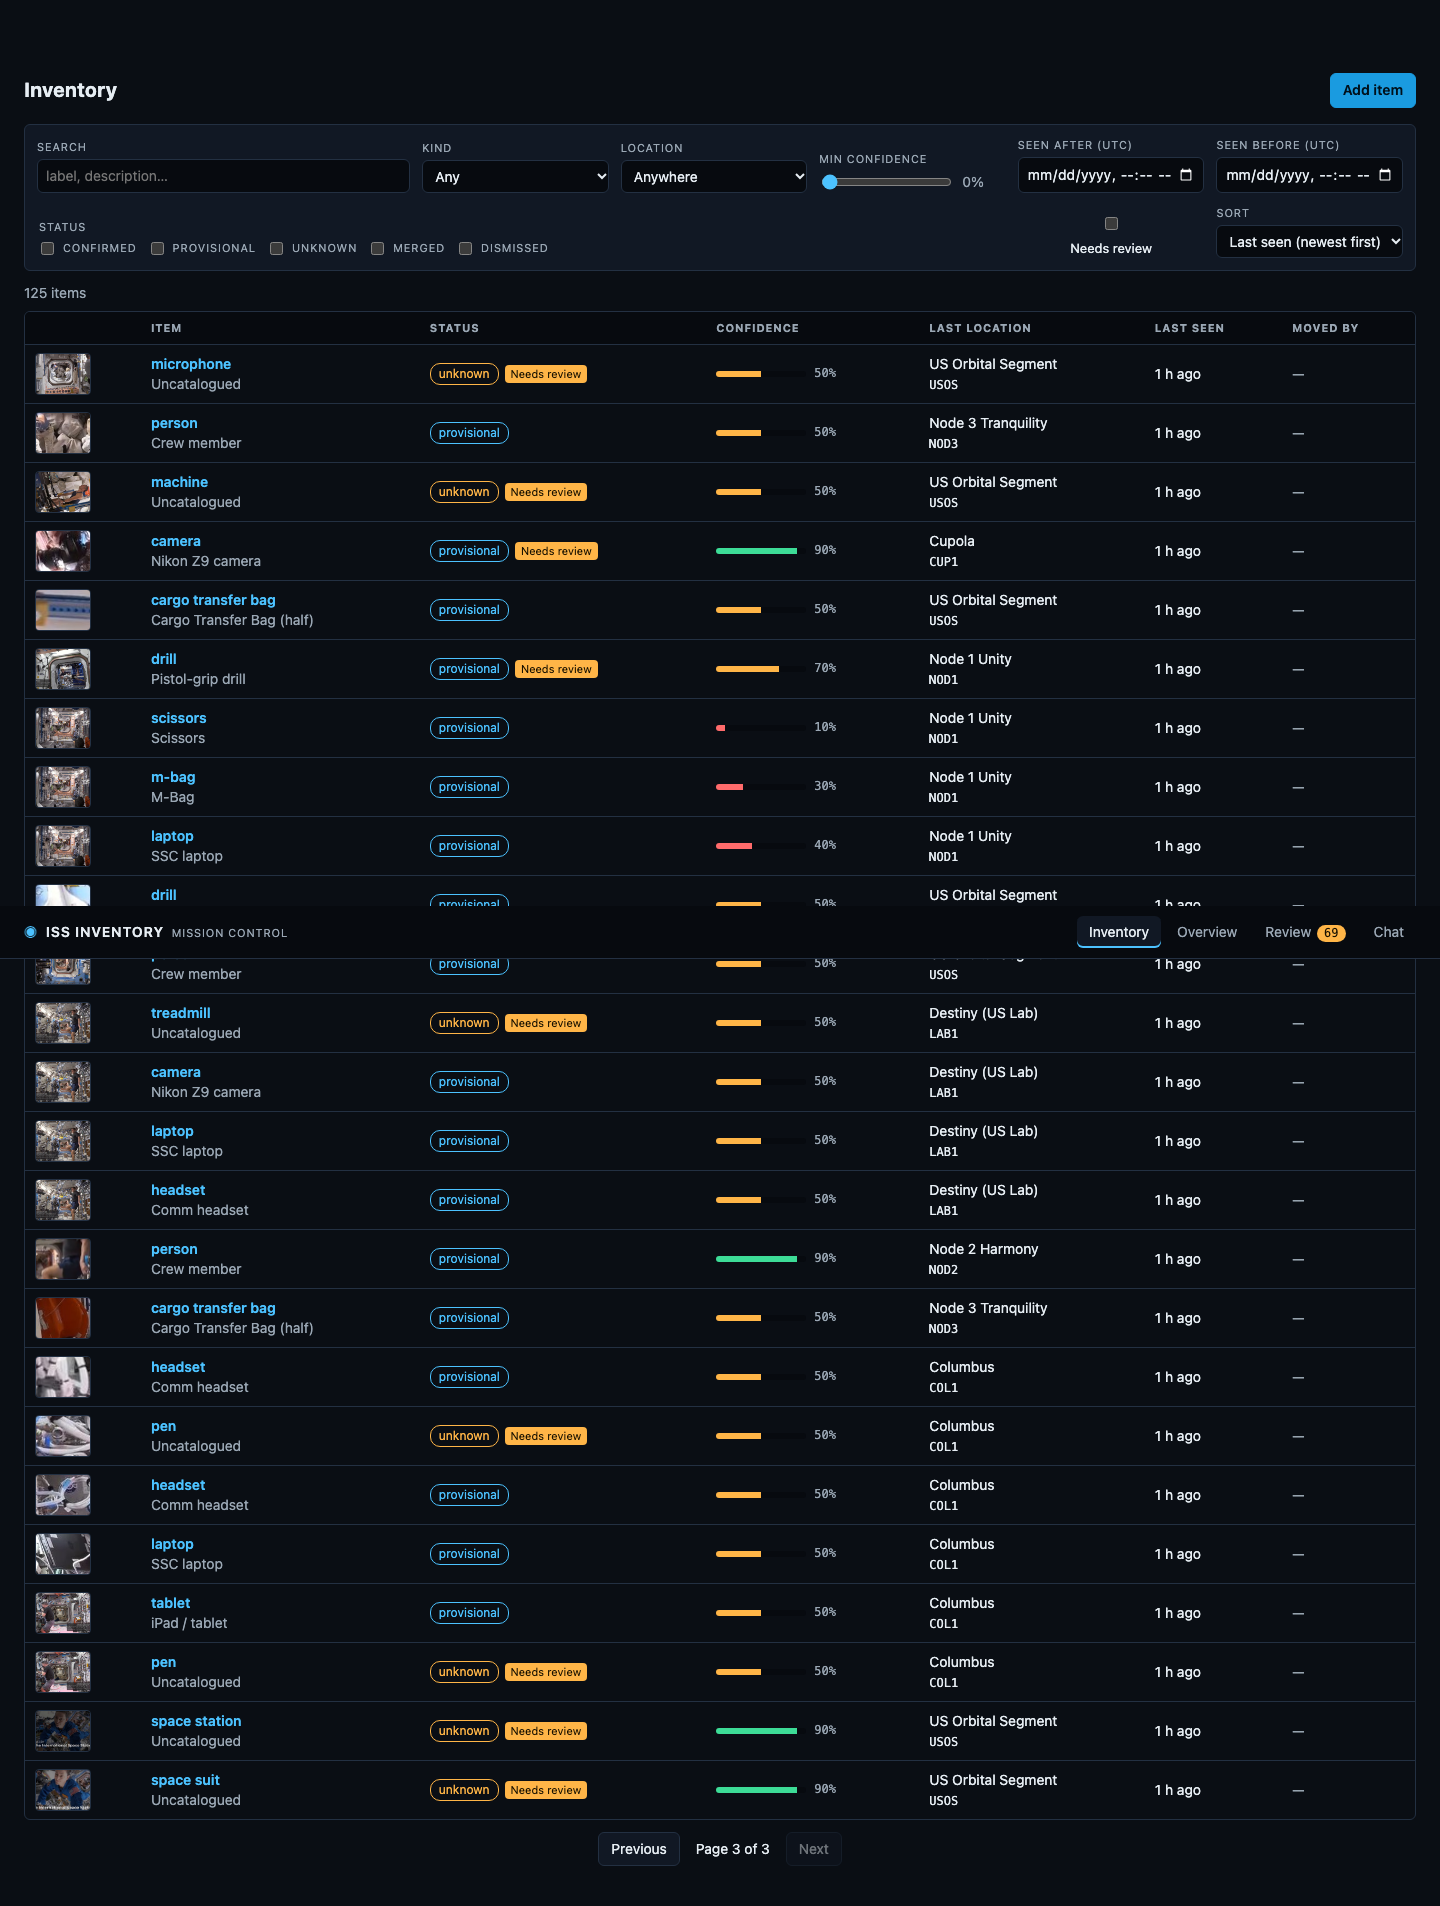 Inventory
Add item
SEARCH
label, description...
KIND
Any
LOCATION
Anywhere
MIN CONFIDENCE
0%
SEEN AFTER (UTC)
mm/dd/yyyy, --:-- --
SEEN BEFORE (UTC)
mm/dd/yyyy, --:-- --
STATUS
CONFIRMED PROVISIONAL UNKNOWN MERGED DISMISSED
Needs review
SORT
Last seen (newest first)
125 items
ITEM STATUS CONFIDENCE LAST LOCATION LAST SEEN MOVED BY
microphone
Uncatalogued
unknown Needs review 50%
US Orbital Segment
USOS
1 h ago —
person
Crew member
provisional 50%
Node 3 Tranquility
NOD3
1 h ago —
machine
Uncatalogued
unknown Needs review 50%
US Orbital Segment
USOS
1 h ago —
camera
Nikon Z9 camera
provisional Needs review 90%
Cupola
CUP1
1 h ago —
cargo transfer bag
Cargo Transfer Bag (half)
provisional 50%
US Orbital Segment
USOS
1 h ago —
drill
Pistol-grip drill
provisional Needs review 70%
Node 1 Unity
NOD1
1 h ago —
scissors
Scissors
provisional 10%
Node 1 Unity
NOD1
1 h ago —
m-bag
M-Bag
provisional 30%
Node 1 Unity
NOD1
1 h ago —
laptop
SSC laptop
provisional 40%
Node 1 Unity
NOD1
1 h ago —
drill
provisional 50%
US Orbital Segment
1 h ago —
ISS INVENTORY MISSION CONTROL
Inventory Overview Review 69 Chat
Crew member
provisional 50%
USOS
1 h ago —
treadmill
Uncatalogued
unknown Needs review 50%
Destiny (US Lab)
LAB1
1 h ago —
camera
Nikon Z9 camera
provisional 50%
Destiny (US Lab)
LAB1
1 h ago —
laptop
SSC laptop
provisional 50%
Destiny (US Lab)
LAB1
1 h ago —
headset
Comm headset
provisional 50%
Destiny (US Lab)
LAB1
1 h ago —
person
Crew member
provisional 90%
Node 2 Harmony
NOD2
1 h ago —
cargo transfer bag
Cargo Transfer Bag (half)
provisional 50%
Node 3 Tranquility
NOD3
1 h ago —
headset
Comm headset
provisional 50%
Columbus
COL1
1 h ago —
pen
Uncatalogued
unknown Needs review 50%
Columbus
COL1
1 h ago —
headset
Comm headset
provisional 50%
Columbus
COL1
1 h ago —
laptop
SSC laptop
provisional 50%
Columbus
COL1
1 h ago —
tablet
iPad / tablet
provisional 50%
Columbus
COL1
1 h ago —
pen
Uncatalogued
unknown Needs review 50%
Columbus
COL1
1 h ago —
space station
Uncatalogued
unknown Needs review 90%
US Orbital Segment
USOS
1 h ago —
space suit
Uncatalogued
unknown Needs review 90%
US Orbital Segment
USOS
1 h ago —
Previous Page 3 of 3 Next